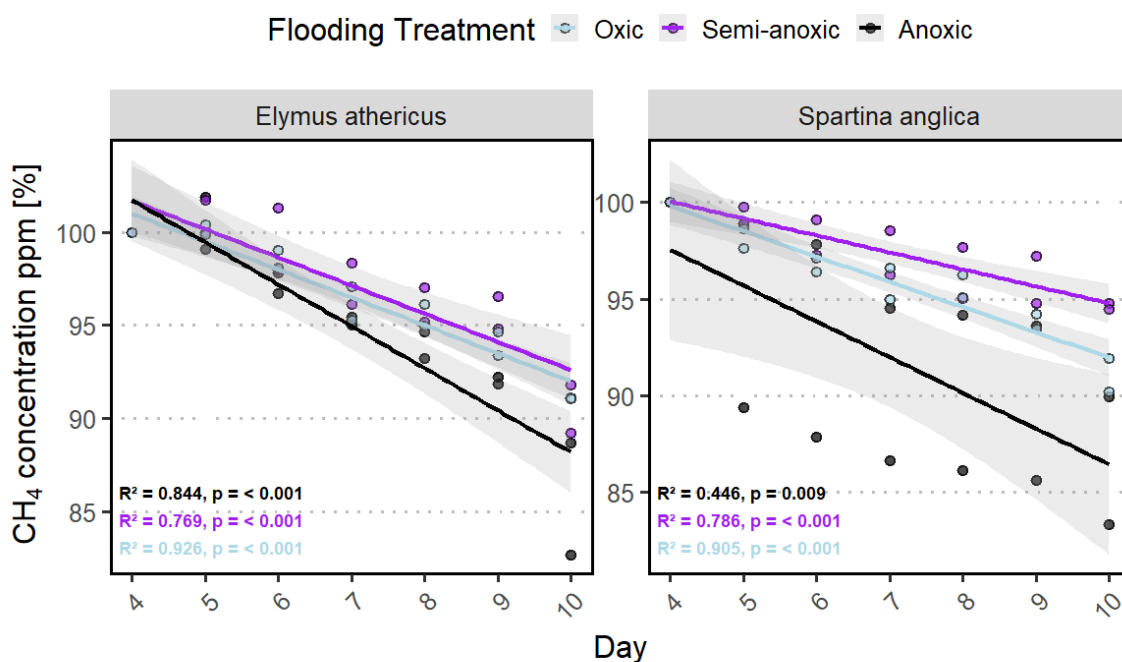 Flooding Treatment Oxic Semi-anoxic Anoxic
Elymus athericus Spartina anglica
CH₄ concentration ppm [%]
100
95
90
85
R² = 0.844, p = < 0.001
R² = 0.769, p = < 0.001
R² = 0.926, p = < 0.001
4 5 6 7 8 9 10
100
95
90
85
R² = 0.446, p = 0.009
R² = 0.786, p = < 0.001
R² = 0.905, p = < 0.001
4 5 6 7 8 9 10
Day